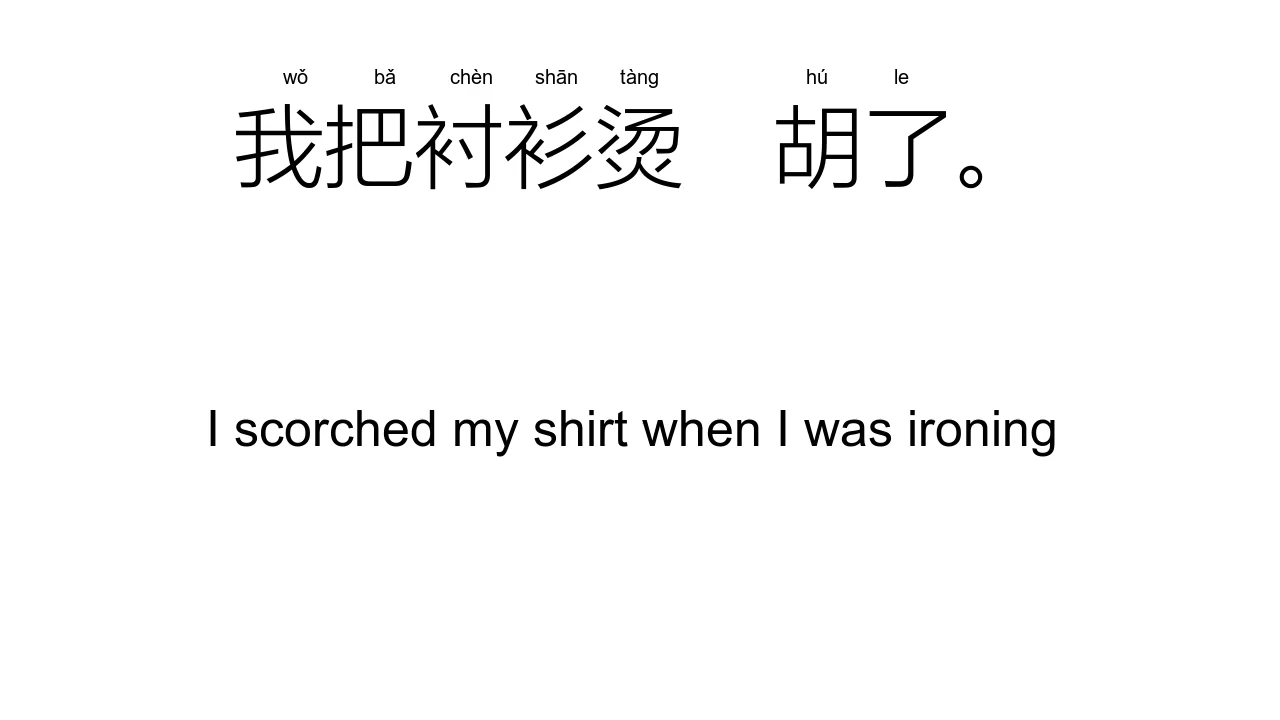 wǒ bǎ chèn shān tàng hú le
我把衬衫烫 胡了。
I scorched my shirt when I was ironing